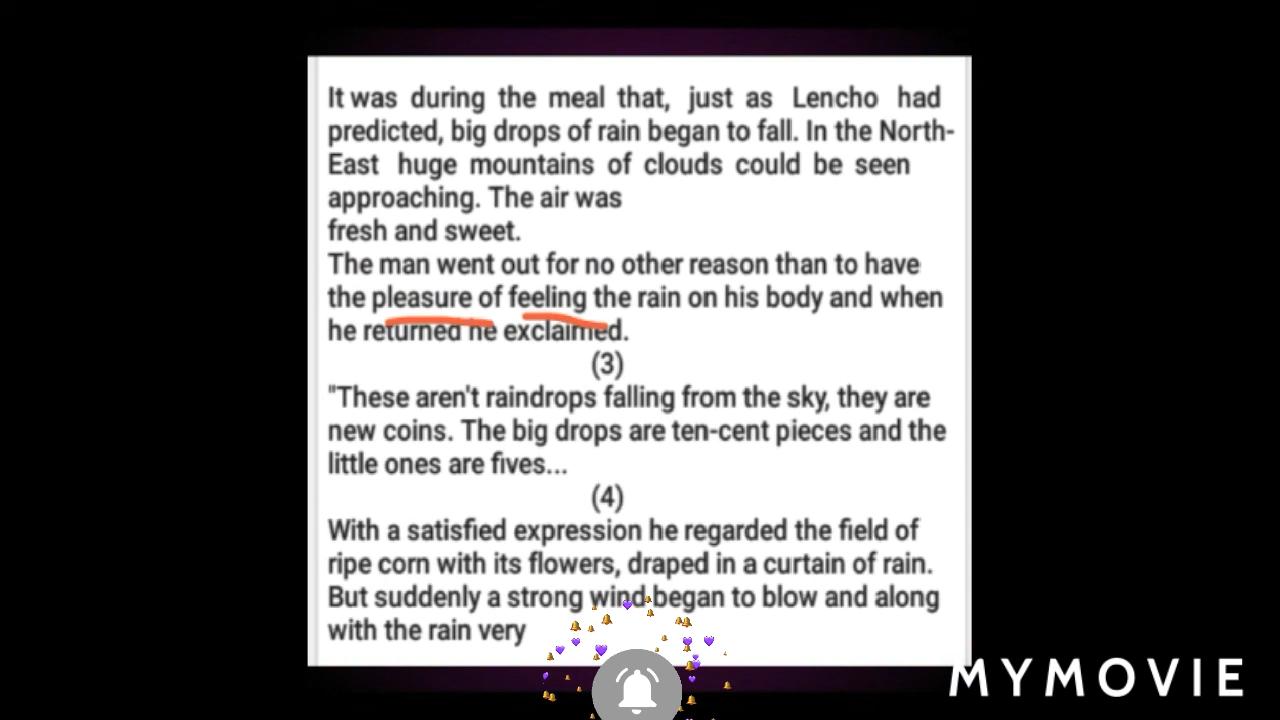 It was during the meal that, just as Lencho had
predicted, big drops of rain began to fall. In the North-
East huge mountains of clouds could be seen
approaching. The air was
fresh and sweet.
The man went out for no other reason than to have
the pleasure of feeling the rain on his body and when
he returned he exclaimed.
(3)
"These aren't raindrops falling from the sky, they are
new coins. The big drops are ten-cent pieces and the
little ones are fives...
(4)
With a satisfied expression he regarded the field of
ripe corn with its flowers, draped in a curtain of rain.
But suddenly a strong wind began to blow and along
with the rain very
MYMOVIE